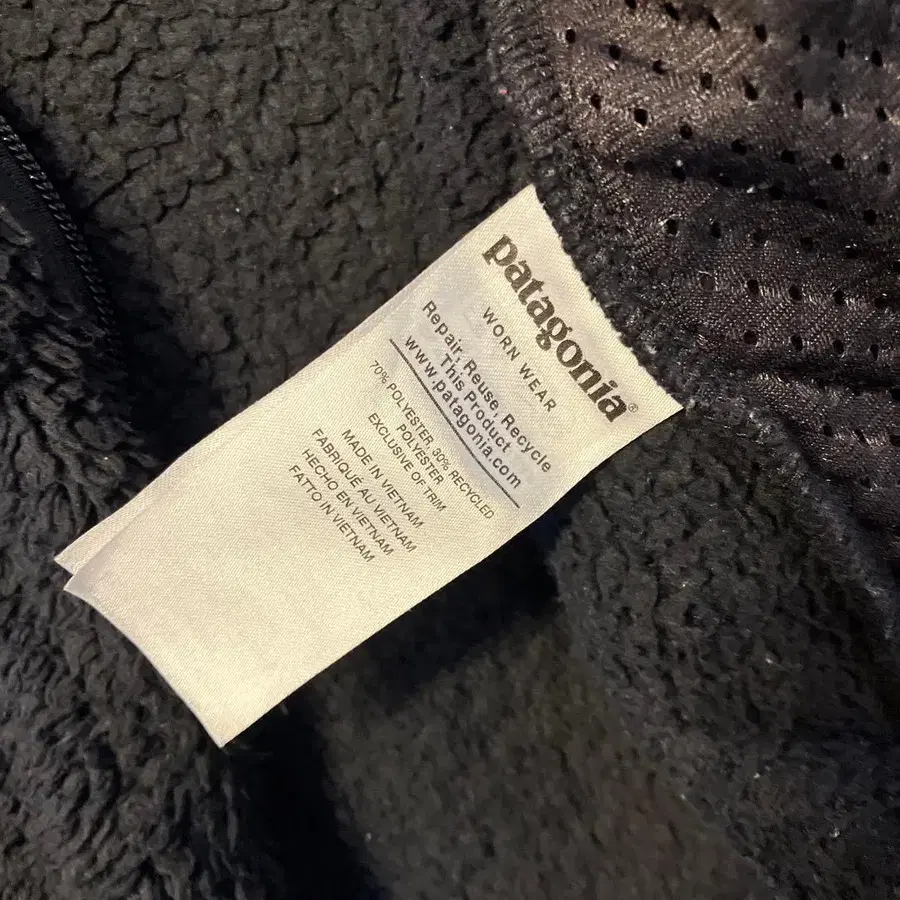 patagonia®
WORN WEAR
Repair, Reuse, Recycle
This Product
www.patagonia.com
70% POLYESTER 30% RECYCLED
POLYESTER
EXCLUSIVE OF TRIM
MADE IN VIETNAM
FABRIQUÉ AU VIETNAM
HECHO EN VIETNAM
FATTO IN VIETNAM